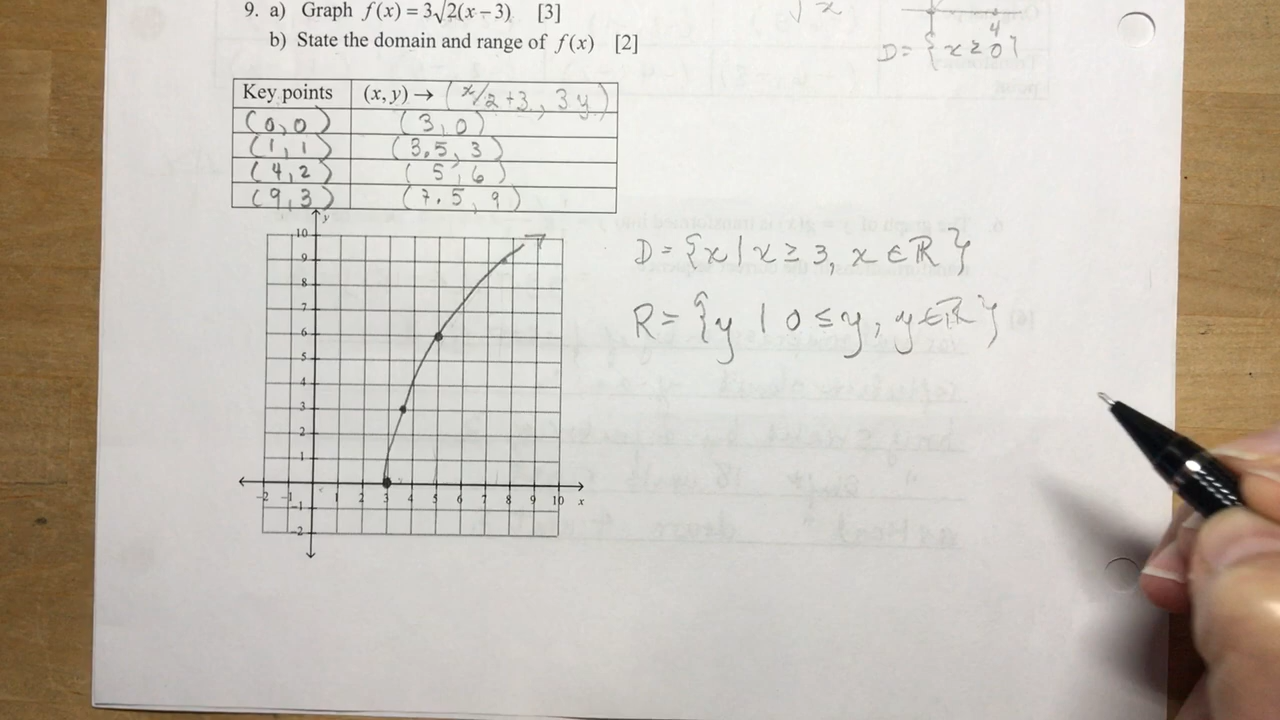 9. a) Graph f(x) = 3√2(x − 3) [3]
b) State the domain and range of f(x) [2]
√x
4
D = { x ≥ 0 }
Key points (x, y) → ( x/2 + 3, 3y )
(0,0) (3,0)
(1,1) (3.5, 3)
(4,2) (5,6)
(9,3) (7.5, 9)
y
10
9
8
7
6
5
4
3
2
1
−2 −1 1 2 3 4 5 6 7 8 9 10 x
−1
−2
D = {x | x ≥ 3, x ∈ ℝ }
R = {y | 0 ≤ y, y ∈ ℝ }